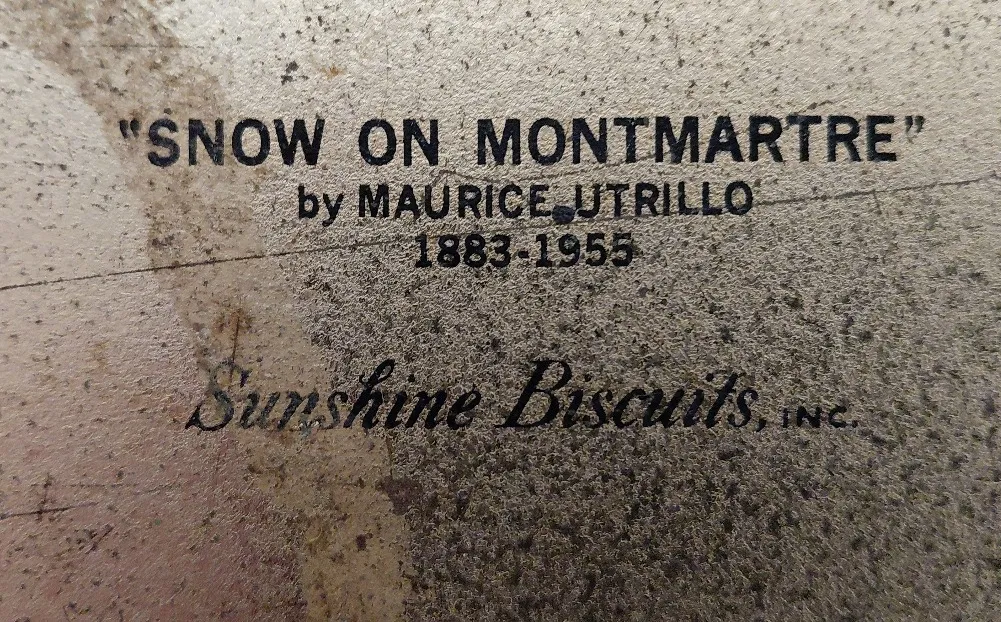 "SNOW ON MONTMARTRE"
by MAURICE UTRILLO
1883-1955
Sunshine Biscuits, INC.